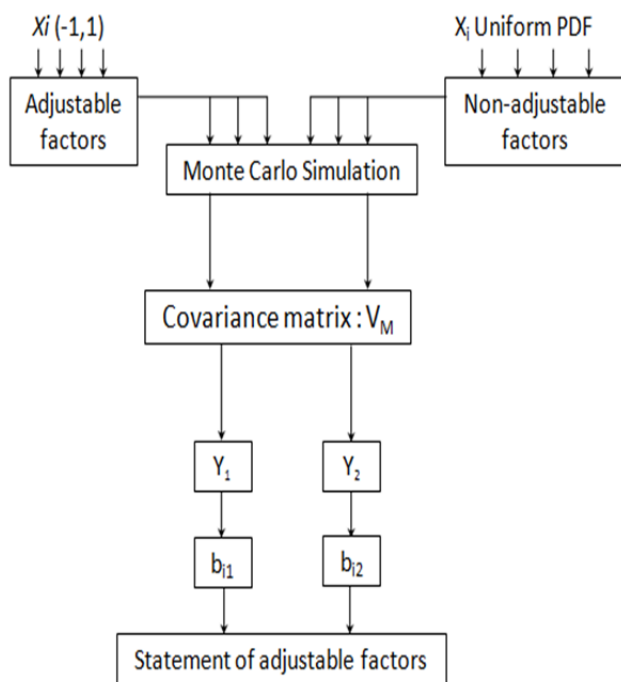 Xi (-1,1)
Xi Uniform PDF
Adjustable
factors
Non-adjustable
factors
Monte Carlo Simulation
Covariance matrix : VM
Y1
Y2
bi1
bi2
Statement of adjustable factors